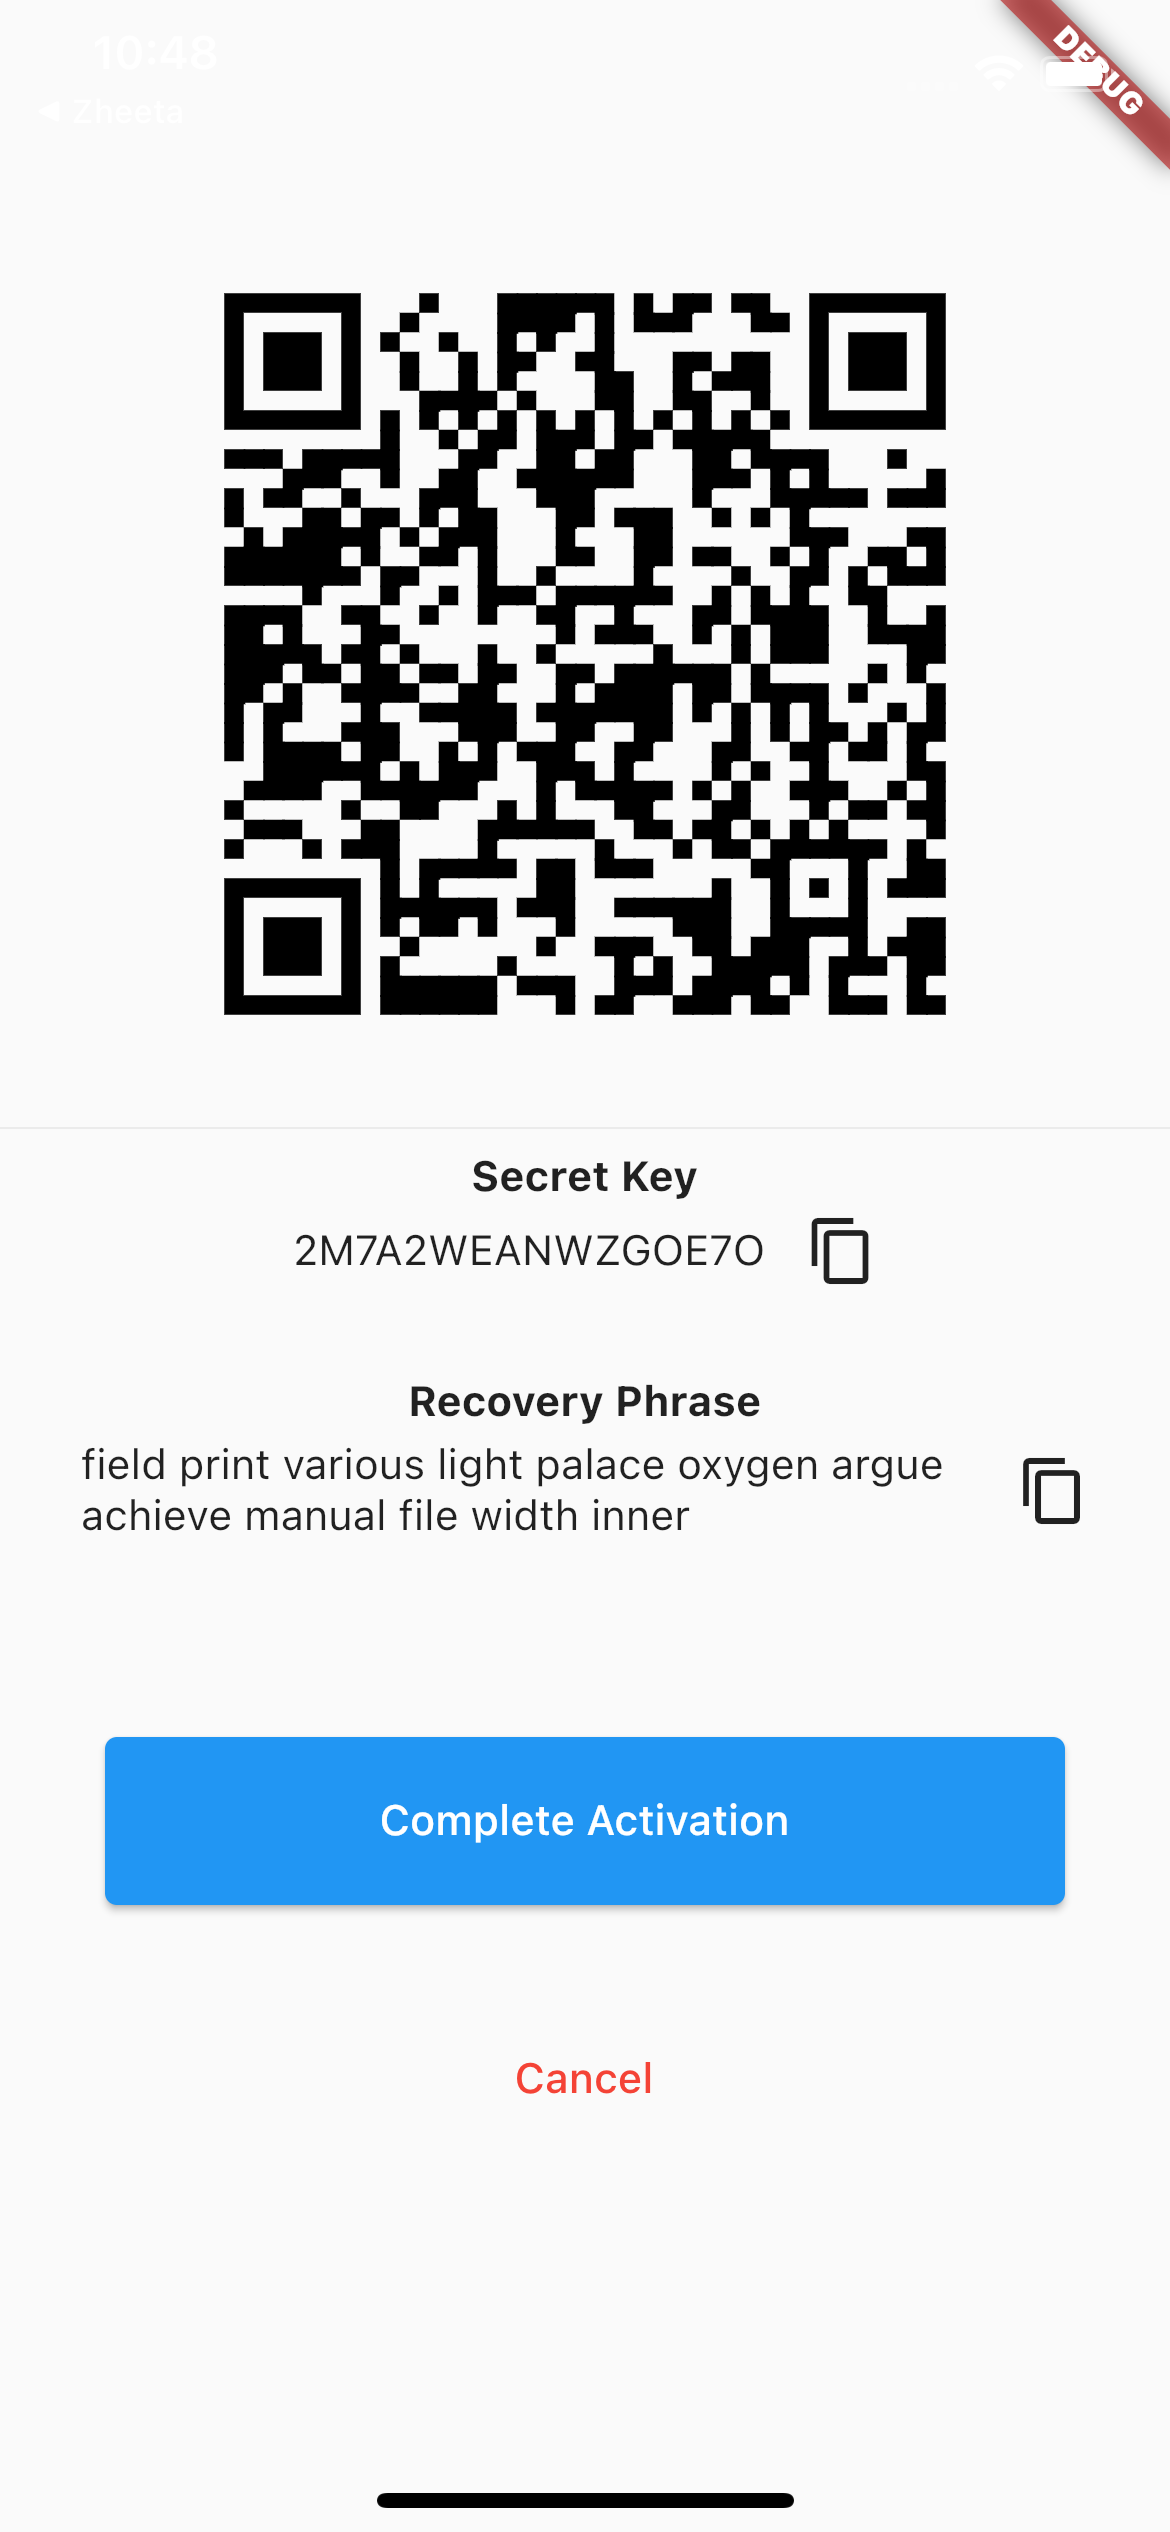 10:48
Zheeta
DEBUG
Secret Key
2M7A2WEANWZGOE7O
Recovery Phrase
field print various light palace oxygen argue
achieve manual file width inner
Complete Activation
Cancel